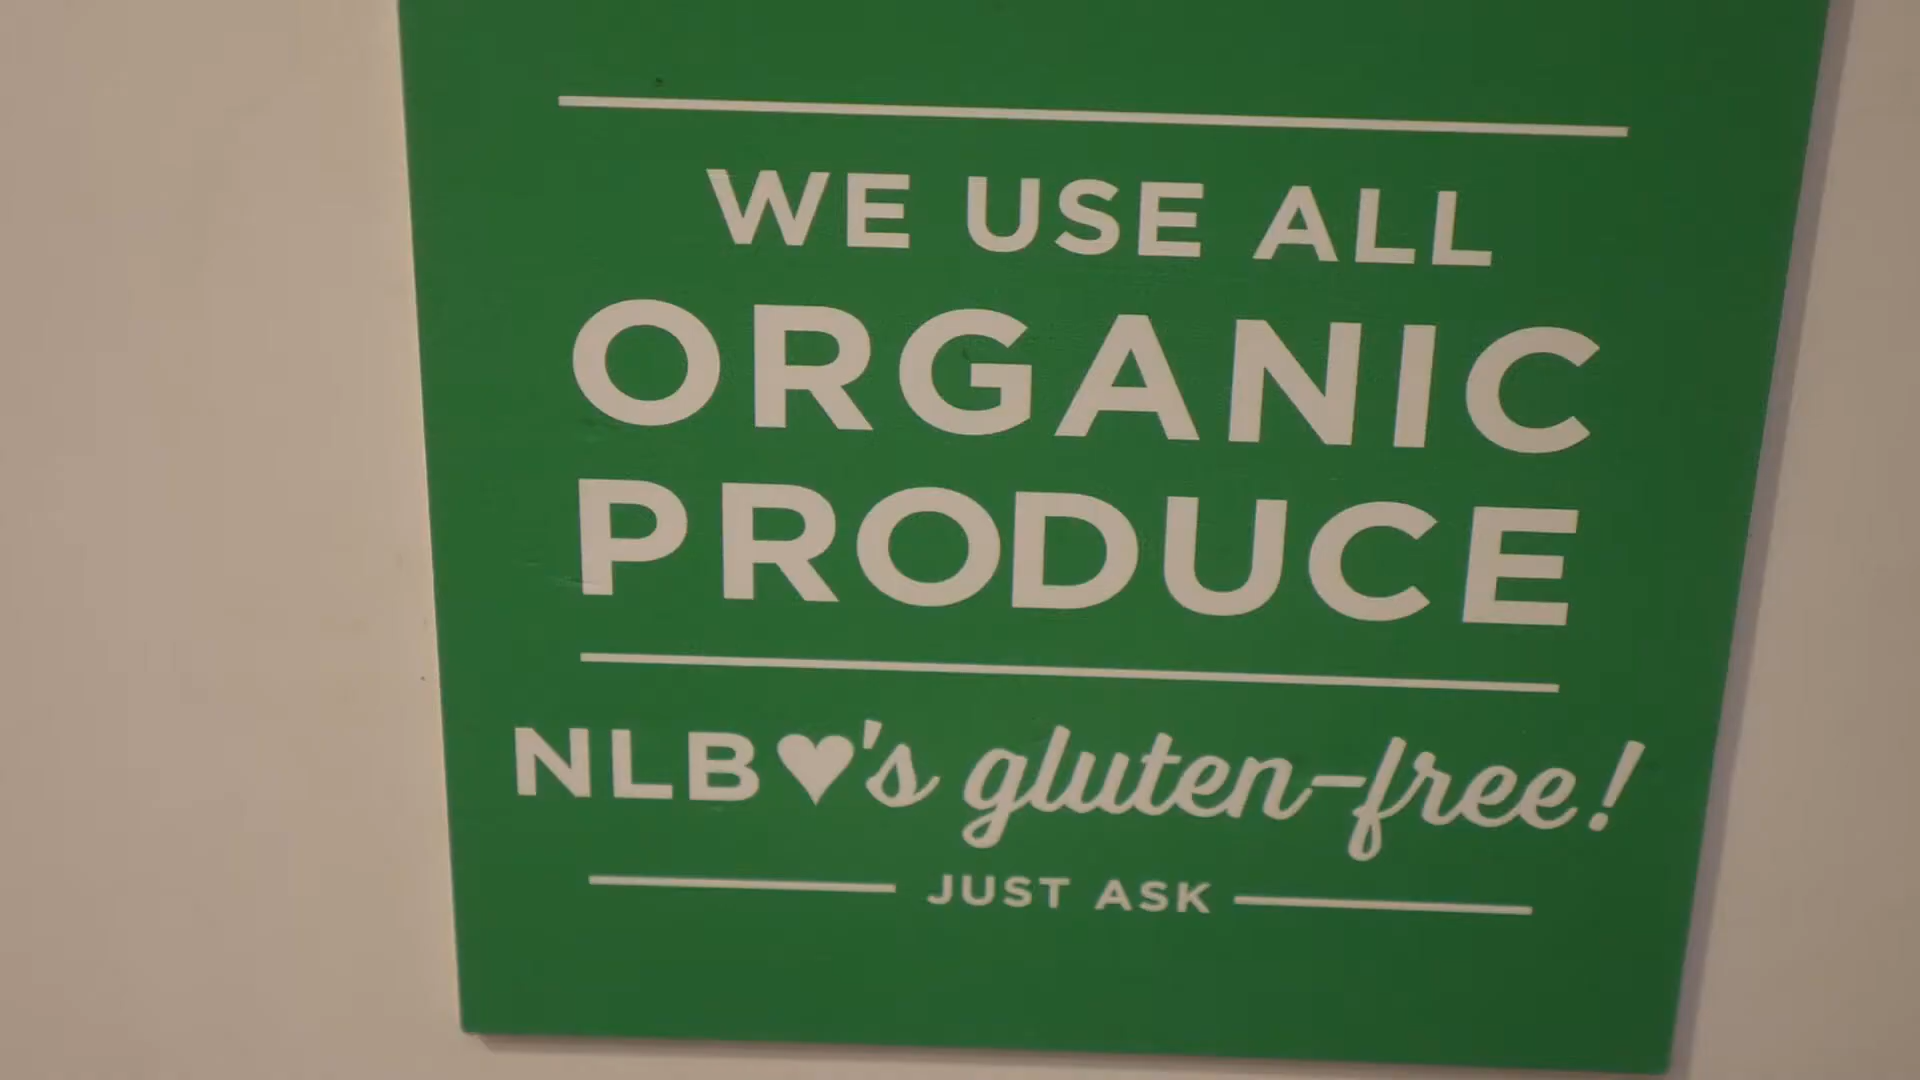 WE USE ALL
ORGANIC
PRODUCE
NLB♥'s gluten-free!
JUST ASK